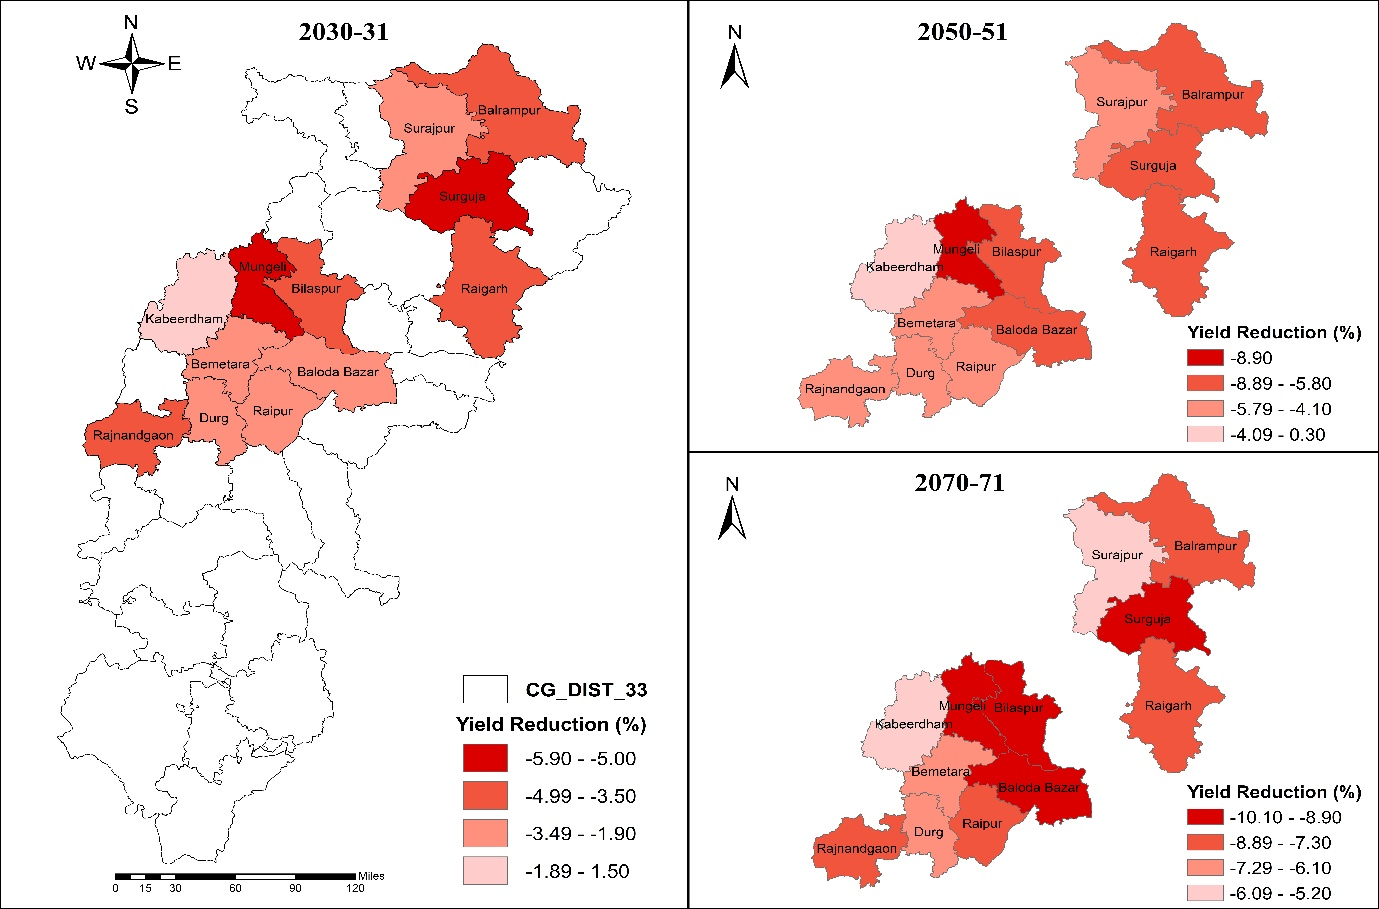 2030-31
N
W
E
S
Balrampur
Surajpur
Surguja
Mungeli
Bilaspur
Raigarh
Kabeerdham
Bemetara
Baloda Bazar
Durg
Raipur
Rajnandgaon
CG_DIST_33
Yield Reduction (%)
-5.90 - -5.00
-4.99 - -3.50
-3.49 - -1.90
-1.89 - 1.50
Miles
0 15 30 60 90 120
2050-51
N
Balrampur
Surajpur
Surguja
Mungeli
Bilaspur
Raigarh
Kabeerdham
Bemetara
Baloda Bazar
Durg
Raipur
Rajnandgaon
Yield Reduction (%)
-8.90
-8.89 - -5.80
-5.79 - -4.10
-4.09 - 0.30
2070-71
N
Balrampur
Surajpur
Surguja
Mungeli
Bilaspur
Raigarh
Kabeerdham
Bemetara
Baloda Bazar
Raipur
Durg
Rajnandgaon
Yield Reduction (%)
-10.10 - -8.90
-8.89 - -7.30
-7.29 - -6.10
-6.09 - -5.20